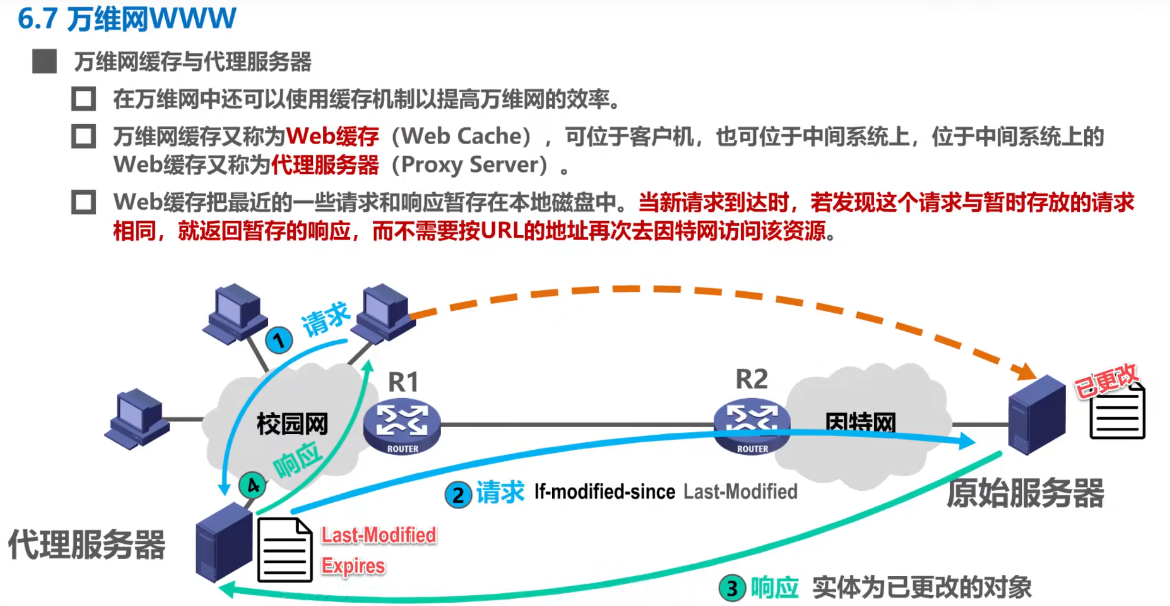 6.7 万维网WWW
万维网缓存与代理服务器
在万维网中还可以使用缓存机制以提高万维网的效率。
万维网缓存又称为Web缓存（Web Cache），可位于客户机，也可位于中间系统上，位于中间系统上的
Web缓存又称为代理服务器（Proxy Server）。
Web缓存把最近的一些请求和响应暂存在本地磁盘中。当新请求到达时，若发现这个请求与暂时存放的请求
相同，就返回暂存的响应，而不需要按URL的地址再次去因特网访问该资源。
1 请求
R1
R2
已更改
校园网
因特网
ROUTER
ROUTER
4 响应
2 请求 If-modified-since Last-Modified
原始服务器
代理服务器
Last-Modified
Expires
3 响应 实体为已更改的对象